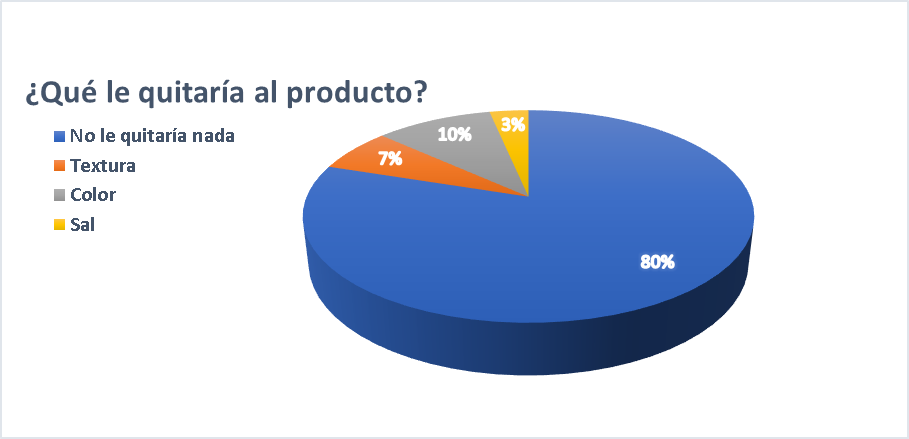 ¿Qué le quitaría al producto?
No le quitaría nada
Textura
Color
Sal
3%
10%
7%
80%